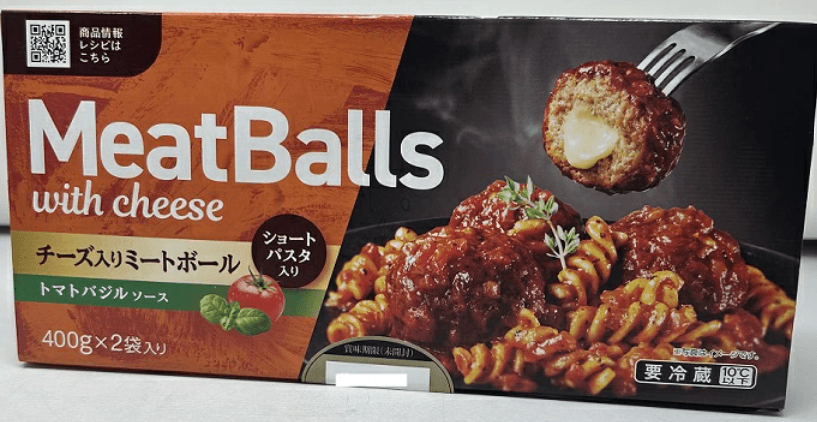 商品情報
レシピは
こちら
MeatBalls
with cheese
チーズ入りミートボール
ショート
パスタ
入り
トマトバジルソース
400g×2袋入り
賞味期限(未開封)
※写真はイメージです。
要冷蔵 10℃以下